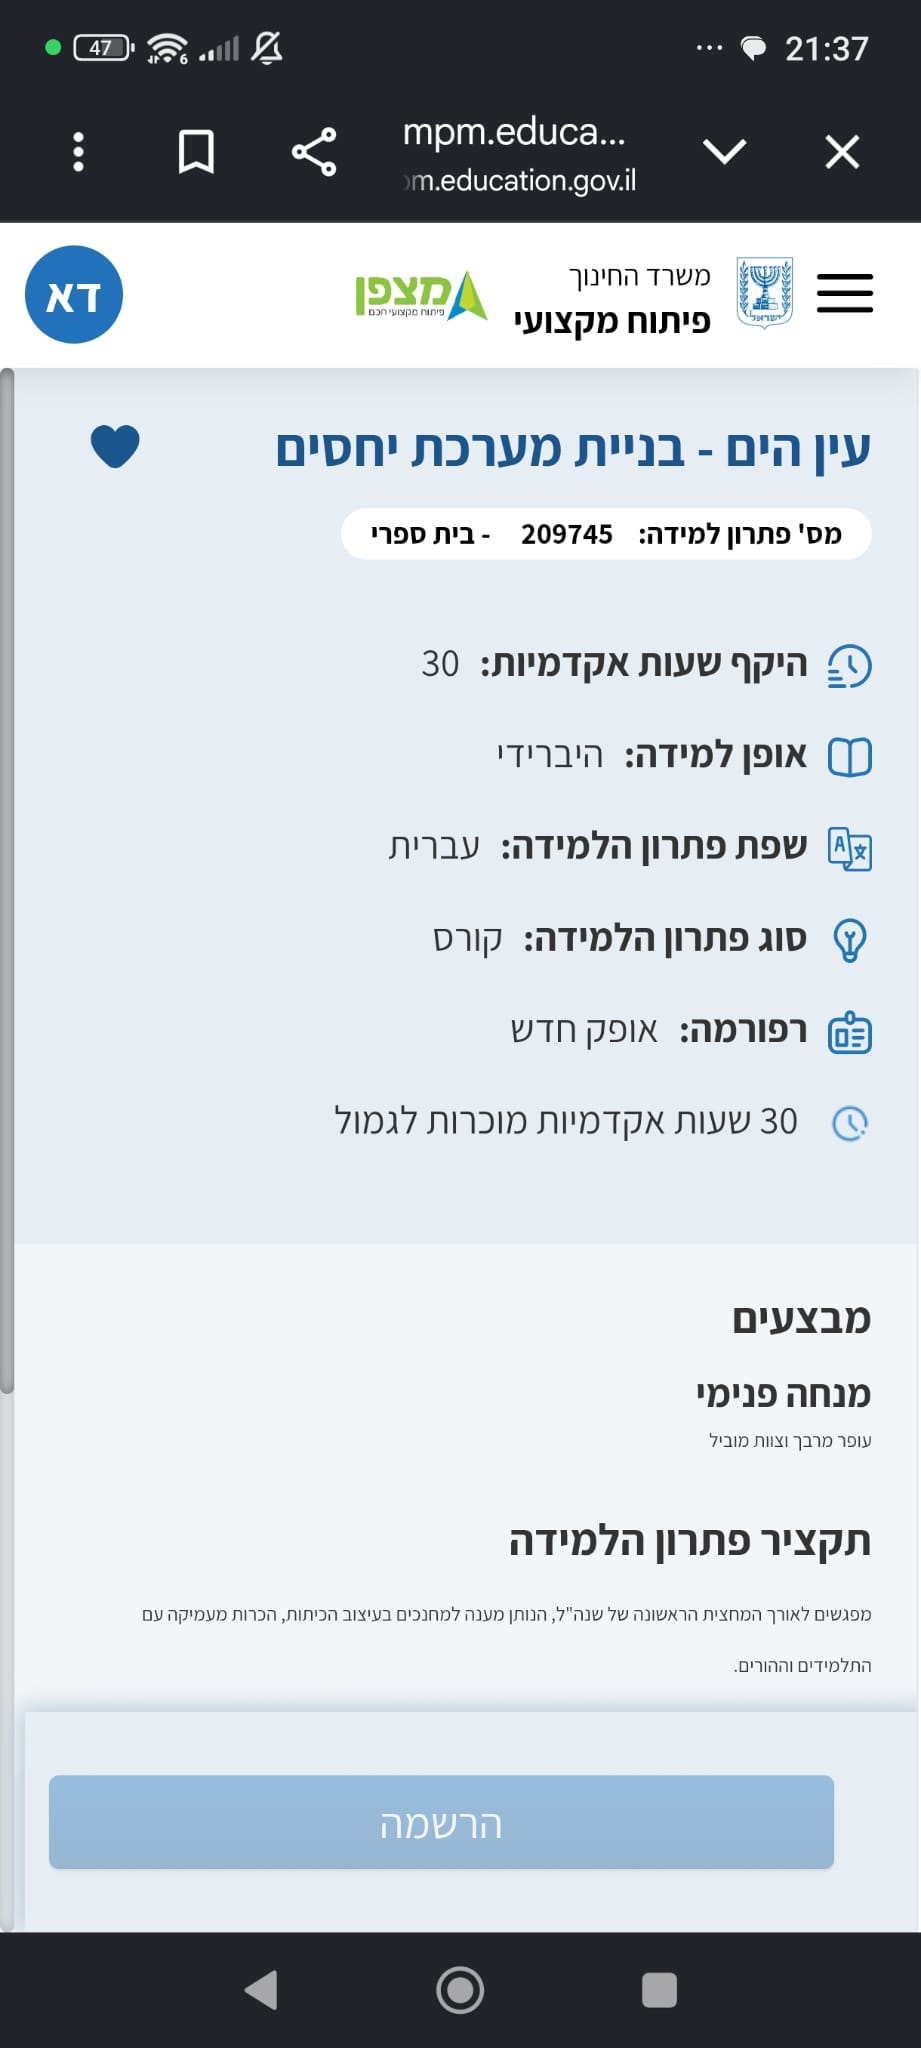 47
6
...
21:37
mpm.educa...
m.education.gov.il
משרד החינוך
פיתוח מקצועי
מצפן
פיתוח מקצועי חכם
דא
עין הים - בניית מערכת יחסים
מס' פתרון למידה: 209745 - בית ספרי
היקף שעות אקדמיות: 30
אופן למידה: היברידי
שפת פתרון הלמידה: עברית
סוג פתרון הלמידה: קורס
רפורמה: אופק חדש
30 שעות אקדמיות מוכרות לגמול
מבצעים
מנחה פנימי
עופר מרבך וצוות מוביל
תקציר פתרון הלמידה
מפגשים לאורך המחצית הראשונה של שנה"ל, הנותן מענה למחנכים בעיצוב הכיתות, הכרות מעמיקה עם
התלמידים וההורים.
הרשמה